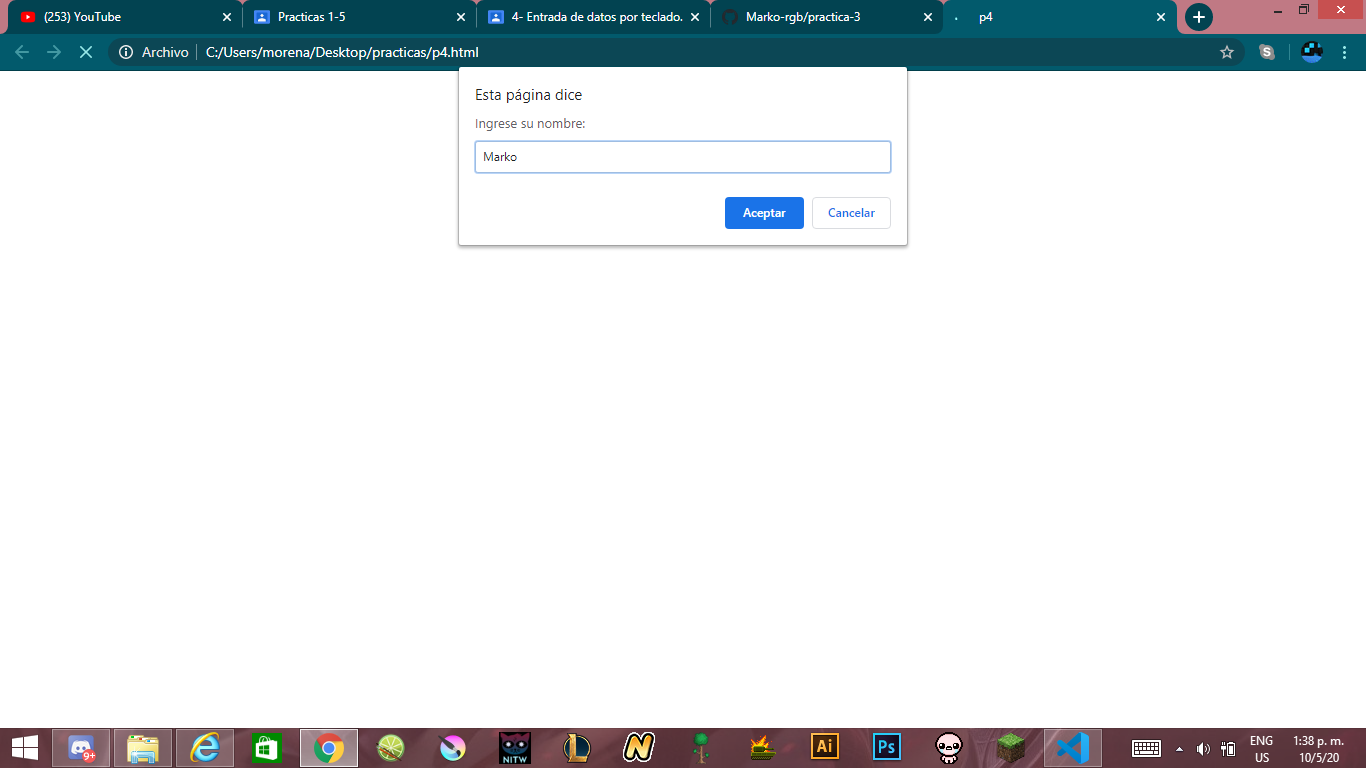 (253) YouTube
Practicas 1-5
4- Entrada de datos por teclado.
Marko-rgb/practica-3
p4
Archivo
C:/Users/morena/Desktop/practicas/p4.html
Esta página dice
Ingrese su nombre:
Marko
Aceptar
Cancelar
9+
NITW
L
N
Ai
Ps
ENG
US
1:38 p. m.
10/5/20